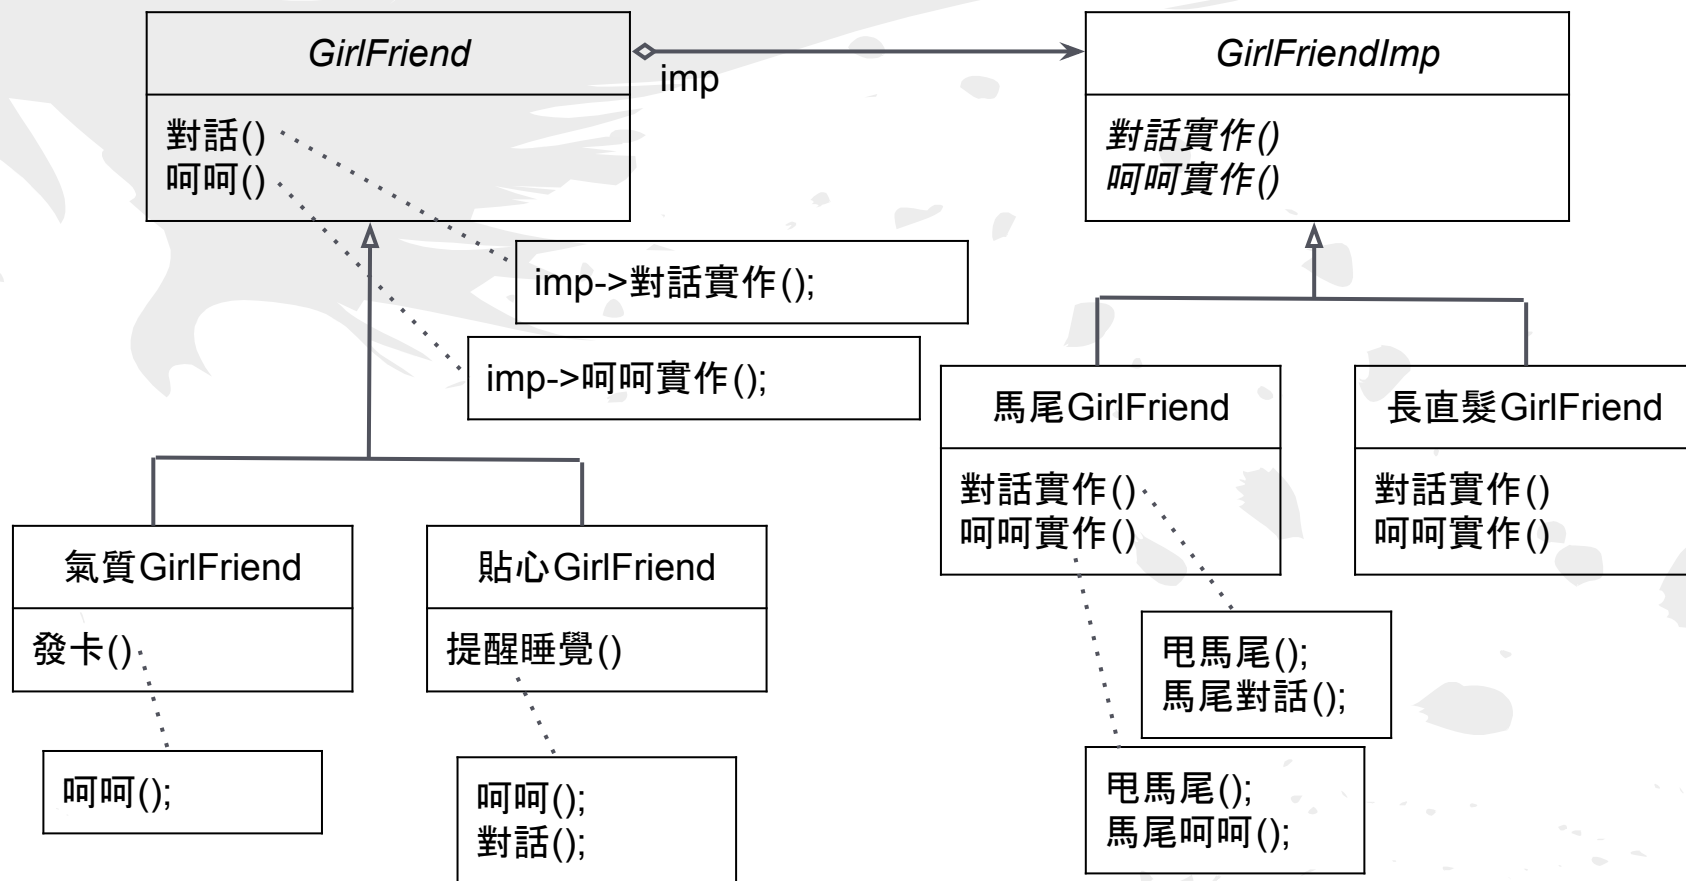 GirlFriend
imp
GirlFriendImp
對話()
呵呵()
對話實作()
呵呵實作()
imp->對話實作();
imp->呵呵實作();
馬尾GirlFriend
對話實作()
呵呵實作()
長直髮GirlFriend
對話實作()
呵呵實作()
氣質GirlFriend
發卡()
貼心GirlFriend
提醒睡覺()
甩馬尾();
馬尾對話();
呵呵();
呵呵();
對話();
甩馬尾();
馬尾呵呵();